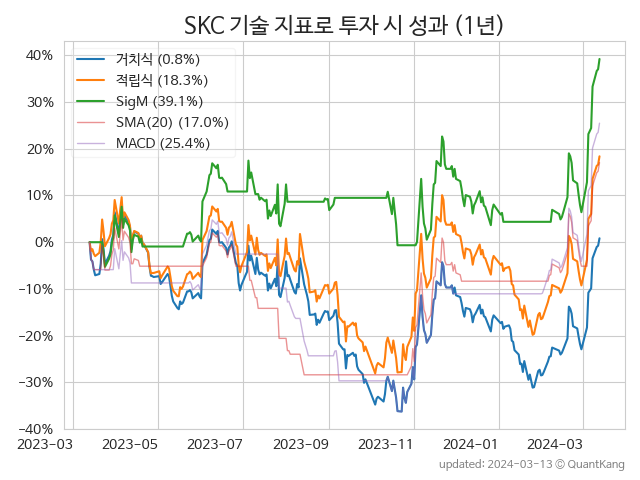 SKC 기술 지표로 투자 시 성과 (1년)
거치식 (0.8%)
적립식 (18.3%)
SigM (39.1%)
SMA(20) (17.0%)
MACD (25.4%)
40%
30%
20%
10%
0%
−10%
−20%
−30%
−40%
2023-03
2023-05
2023-07
2023-09
2023-11
2024-01
2024-03
updated: 2024-03-13 ⓒ QuantKang